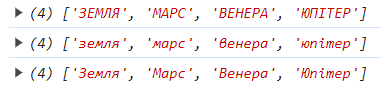 (4) ['ЗЕМЛЯ', 'МАРС', 'ВЕНЕРА', 'ЮПІТЕР']
(4) ['земля', 'марс', 'венера', 'юпітер']
(4) ['Земля', 'Марс', 'Венера', 'Юпітер']